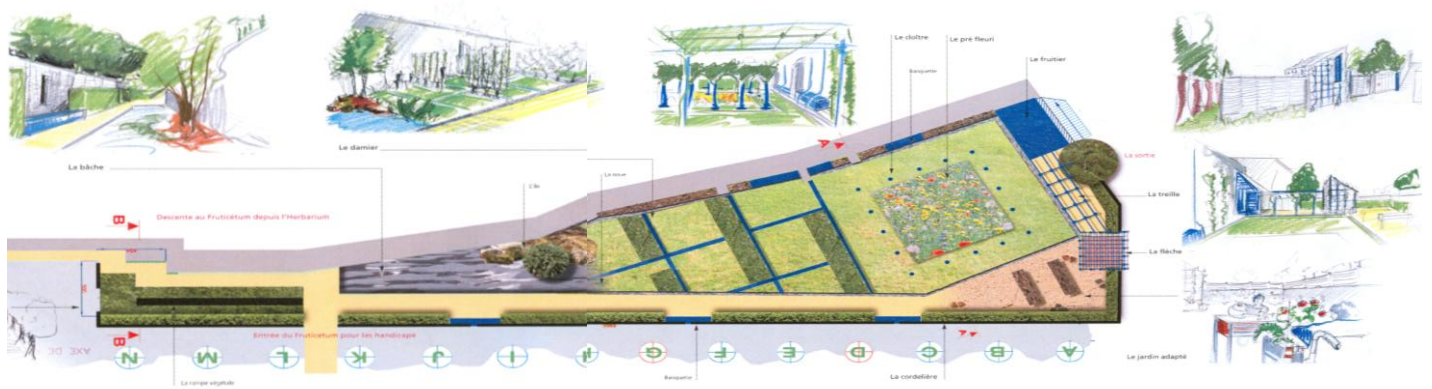 Le cloître
Le pré fleuri
Banquette
Le fruitier
Le damier
La bâche
L'île
La sortie
La treille
La flèche
Descente au Fruticétum depuis l'Herbarium
B
A
Entrée du Fruticétum pour les handicapé
B
A
AXE DE
N
M
L
K
J
I
H
G
F
E
D
C
B
A
Le jardin adapté
La rampe végétale
Banquette
La cordelière